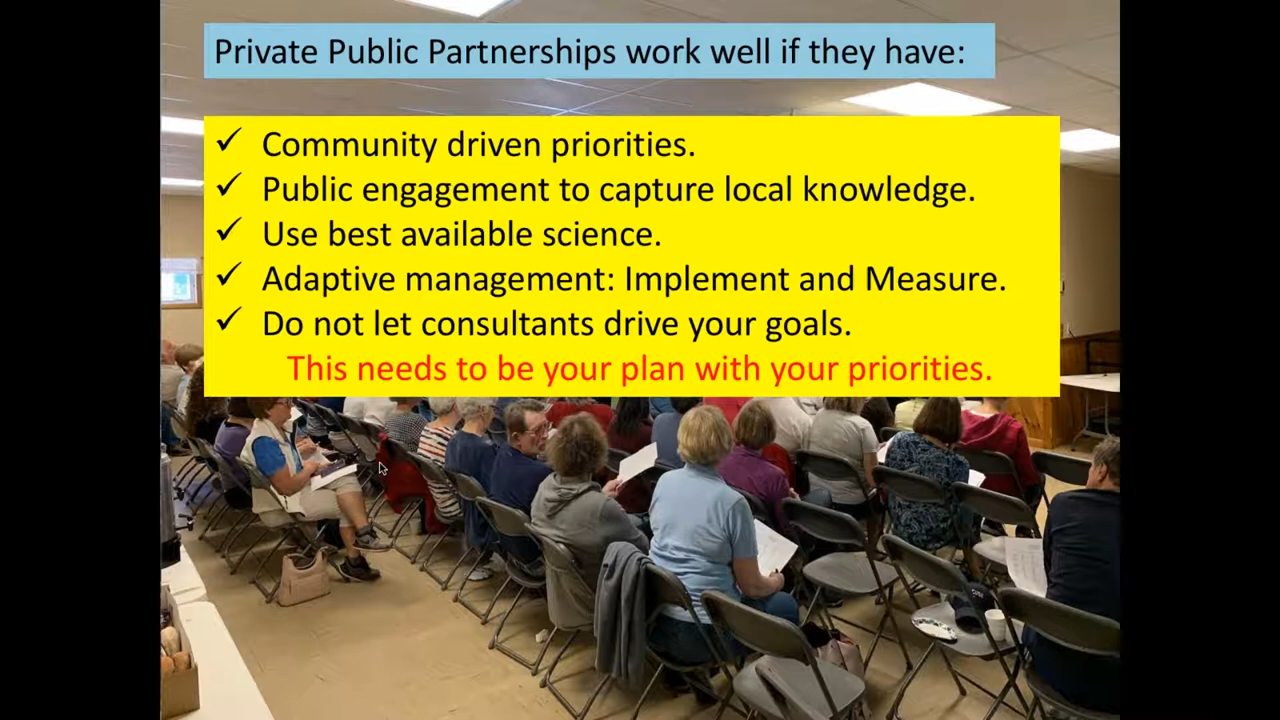 Private Public Partnerships work well if they have:
✓ Community driven priorities.
✓ Public engagement to capture local knowledge.
✓ Use best available science.
✓ Adaptive management: Implement and Measure.
✓ Do not let consultants drive your goals.
This needs to be your plan with your priorities.